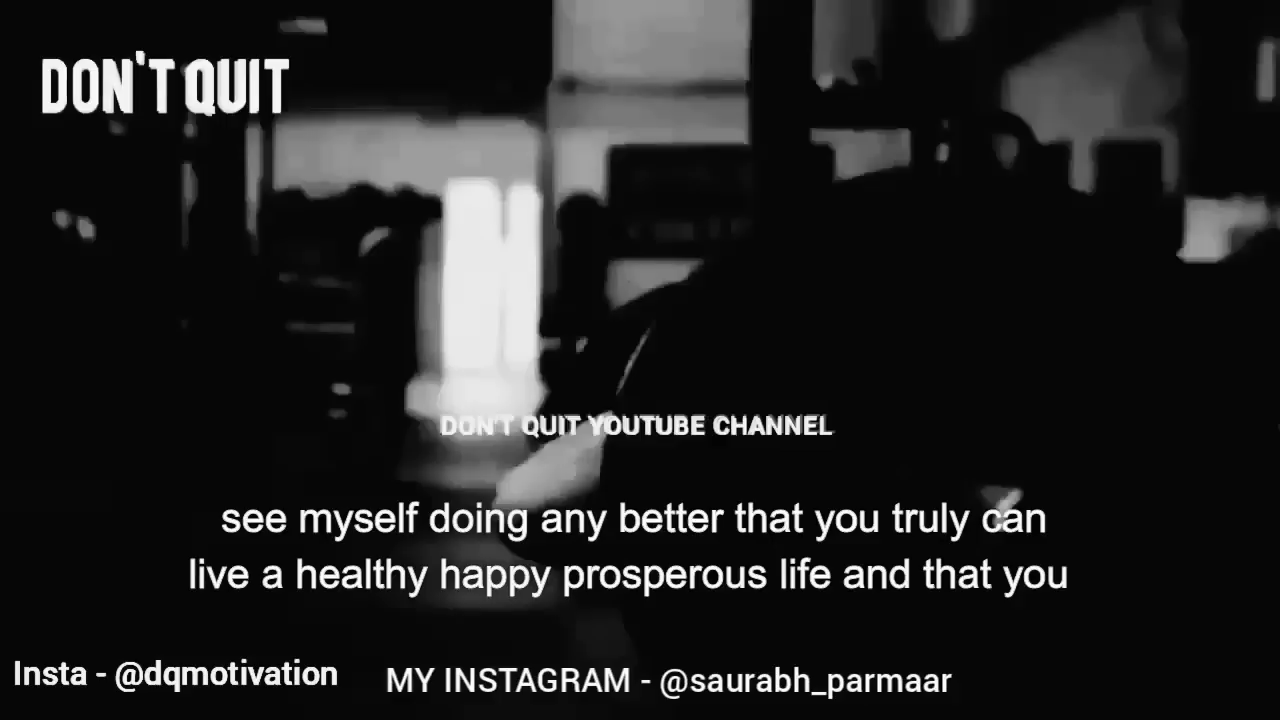 DON'T QUIT
DON'T QUIT YOUTUBE CHANNEL
see myself doing any better that you truly can
live a healthy happy prosperous life and that you
Insta - @dqmotivation
MY INSTAGRAM - @saurabh_parmaar